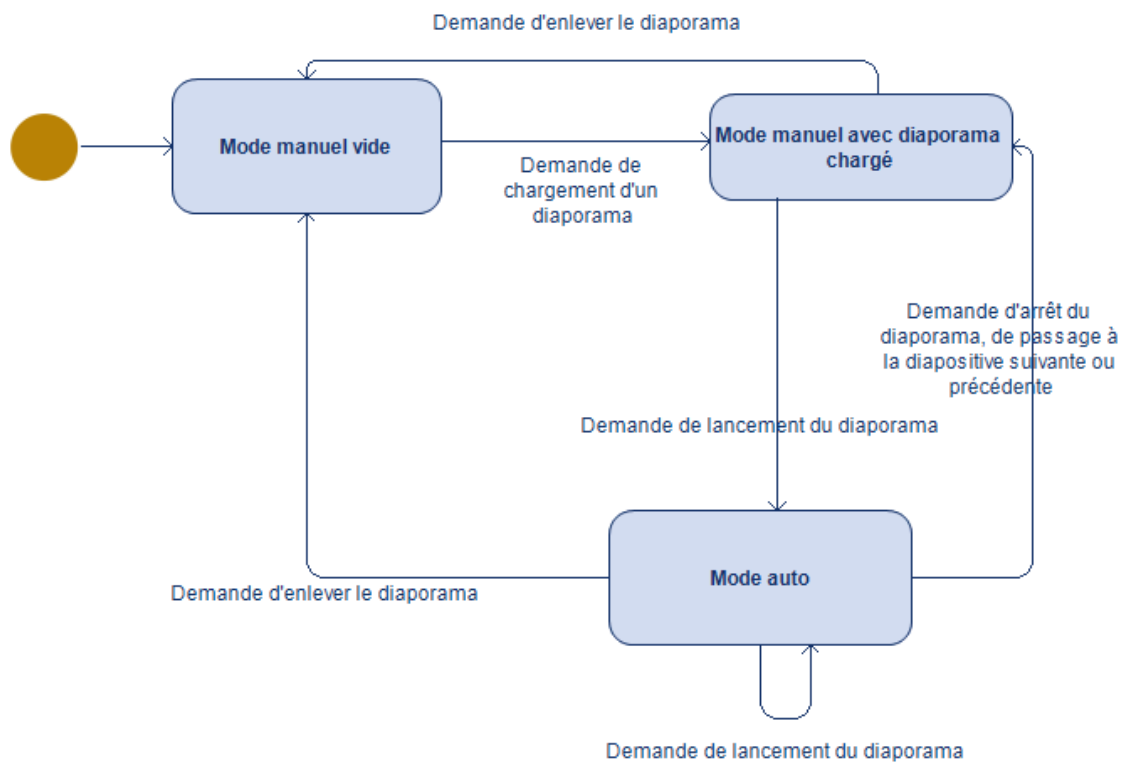 Demande d'enlever le diaporama
Mode manuel vide
Mode manuel avec diaporama
chargé
Demande de
chargement d'un
diaporama
Demande d'arrêt du
diaporama, de passage à
la diapositive suivante ou
précédente
Demande de lancement du diaporama
Mode auto
Demande d'enlever le diaporama
Demande de lancement du diaporama